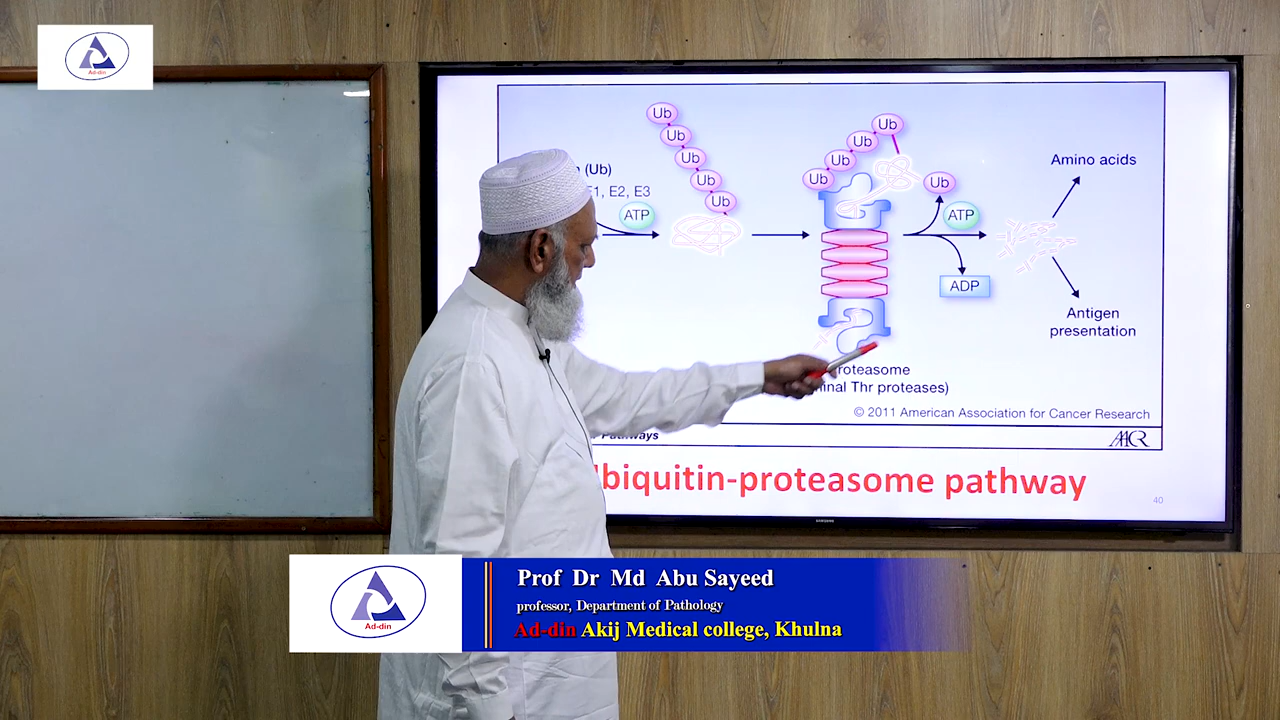 Ad-din
Ub
Ub
Ub
Ub
Ub
(Ub)
E1, E2, E3
ATP
Ub
Ub
Ub
Ub
Ub
ATP
ADP
Amino acids
Antigen
presentation
roteasome
inal Thr proteases)
© 2011 American Association for Cancer Research
Pathways
AACR
biquitin-proteasome pathway
40
SAMSUNG
Ad-din
Prof Dr Md Abu Sayeed
professor, Department of Pathology
Ad-din Akij Medical college, Khulna